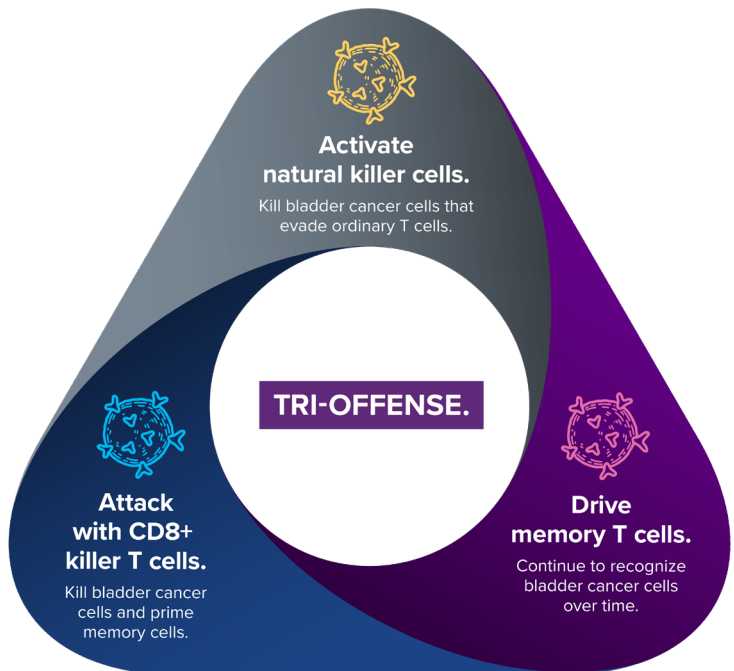 Activate
natural killer cells.
Kill bladder cancer cells that
evade ordinary T cells.
TRI-OFFENSE.
Attack
with CD8+
killer T cells.
Kill bladder cancer
cells and prime
memory cells.
Drive
memory T cells.
Continue to recognize
bladder cancer cells
over time.